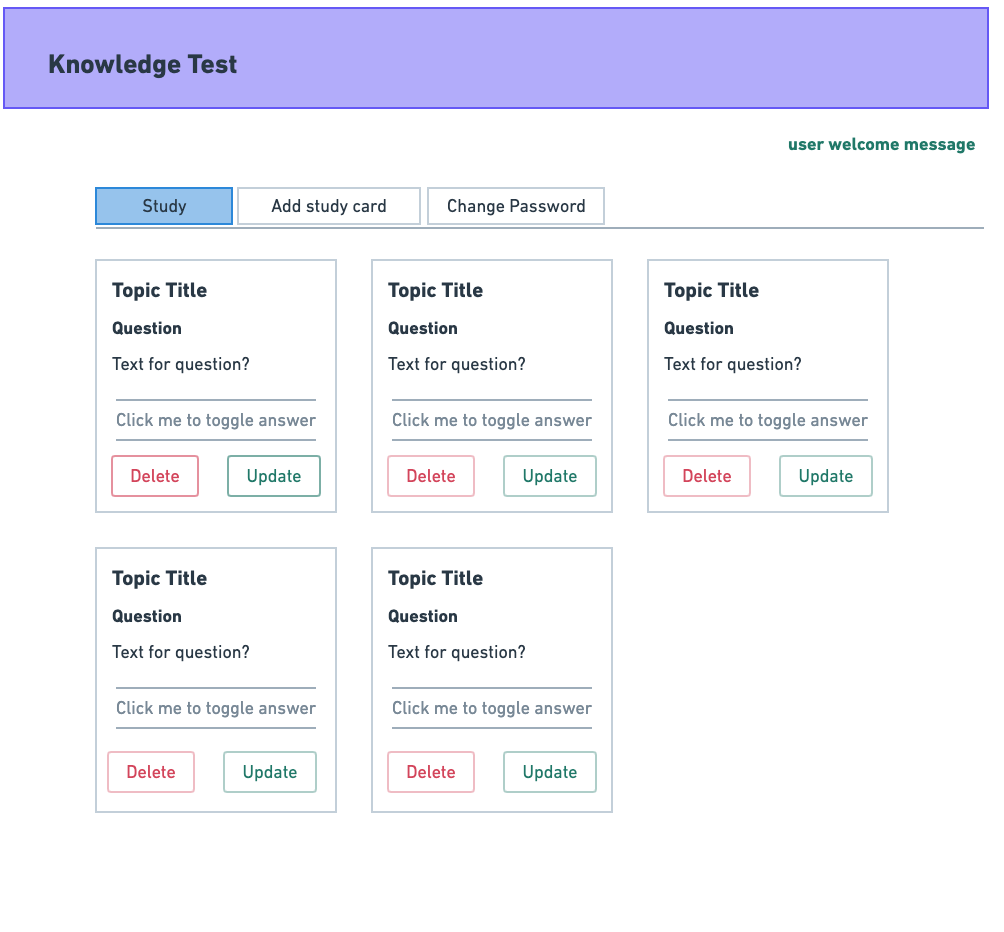 Knowledge Test
user welcome message
Study Add study card Change Password
Topic Title Topic Title Topic Title
Question Question Question
Text for question? Text for question? Text for question?
Click me to toggle answer Click me to toggle answer Click me to toggle answer
Delete Update Delete Update Delete Update
Topic Title Topic Title
Question Question
Text for question? Text for question?
Click me to toggle answer Click me to toggle answer
Delete Update Delete Update